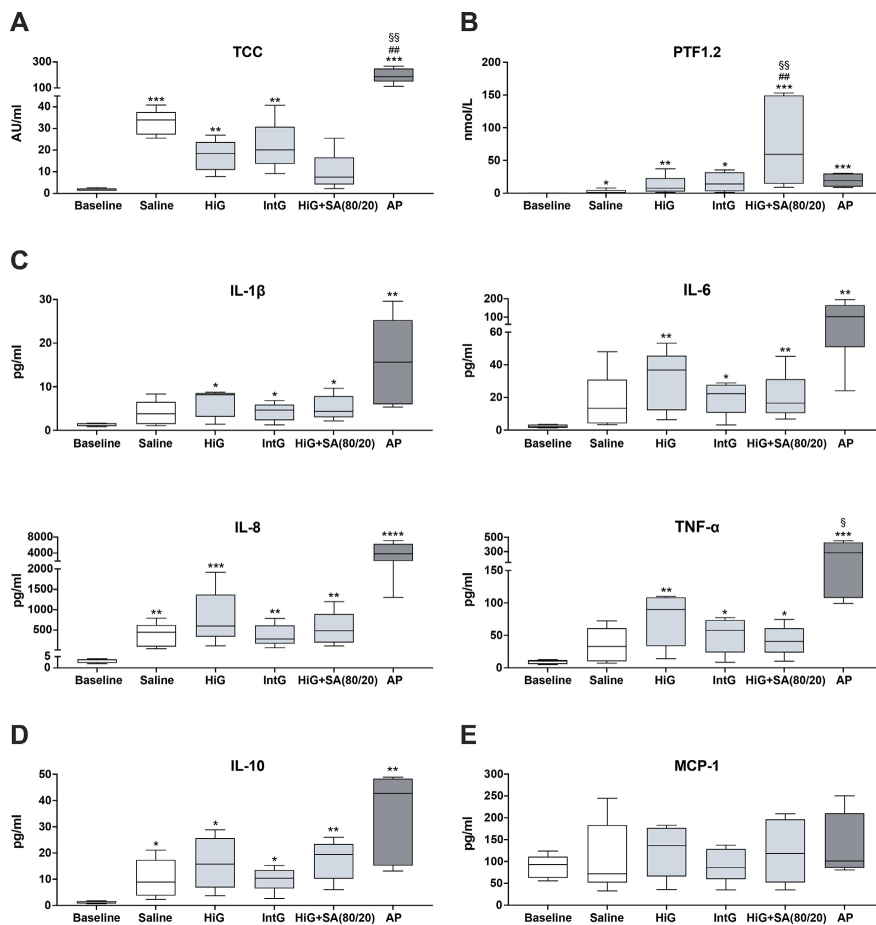 A
TCC
§§
##
***
***
**
**
AU/ml
300
100
40
30
20
10
0
Baseline Saline HiG IntG HiG+SA(80/20) AP
B
PTF1.2
§§
##
***
*
**
*
***
nmol/L
200
150
100
50
0
Baseline Saline HiG IntG HiG+SA(80/20) AP
C
IL-1β
*
*
*
**
pg/ml
30
20
10
0
Baseline Saline HiG IntG HiG+SA(80/20) AP
IL-6
**
*
**
**
pg/ml
200
100
60
40
20
0
Baseline Saline HiG IntG HiG+SA(80/20) AP
IL-8
**
***
**
**
****
pg/ml
8000
4000
2000
1500
1000
500
5
0
Baseline Saline HiG IntG HiG+SA(80/20) AP
TNF-α
§
***
**
*
*
pg/ml
500
300
150
100
50
0
Baseline Saline HiG IntG HiG+SA(80/20) AP
D
IL-10
*
*
*
**
**
pg/ml
50
40
30
20
10
0
Baseline Saline HiG IntG HiG+SA(80/20) AP
E
MCP-1
pg/ml
300
250
200
150
100
50
0
Baseline Saline HiG IntG HiG+SA(80/20) AP